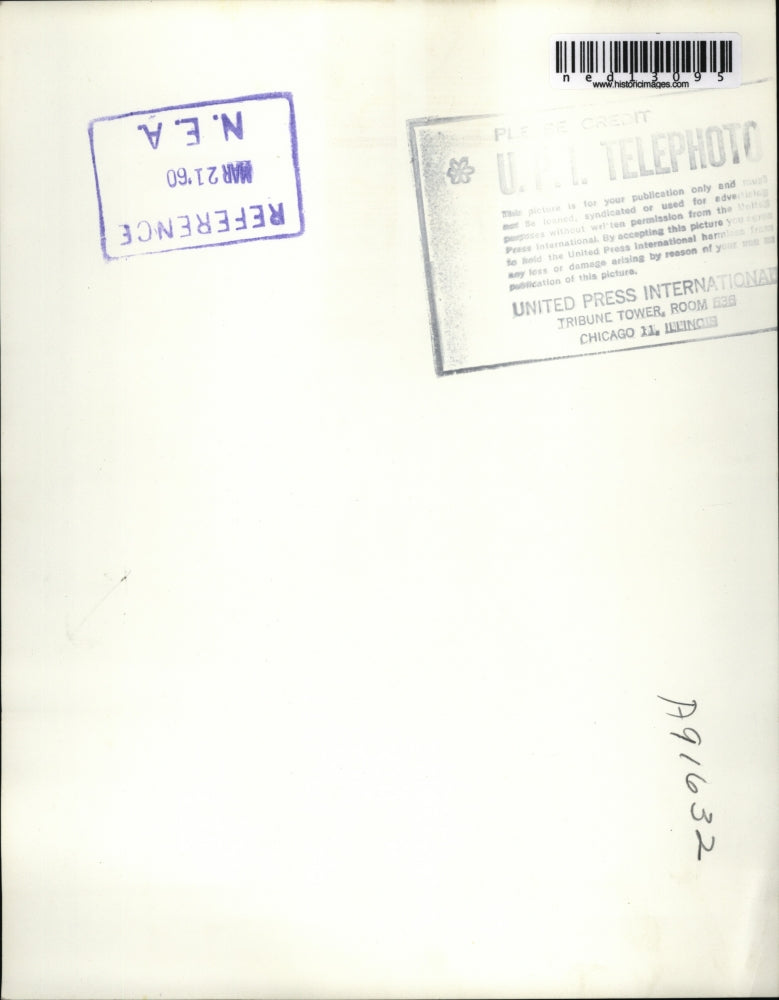 ned13095
www.historicimages.com
REFERENCE
MAR 21 '60
N.E.A.
PLEASE CREDIT
U.P.I. TELEPHOTO
This picture is for your publication only and must
not be loaned, syndicated or used for advertising
purposes without written permission from the United
Press International. By accepting this picture you agree
to hold the United Press International harmless from
any loss or damage arising by reason of your use or
publication of this picture.
UNITED PRESS INTERNATIONAL
TRIBUNE TOWER, ROOM 636
CHICAGO 11, ILLINOIS
A91632